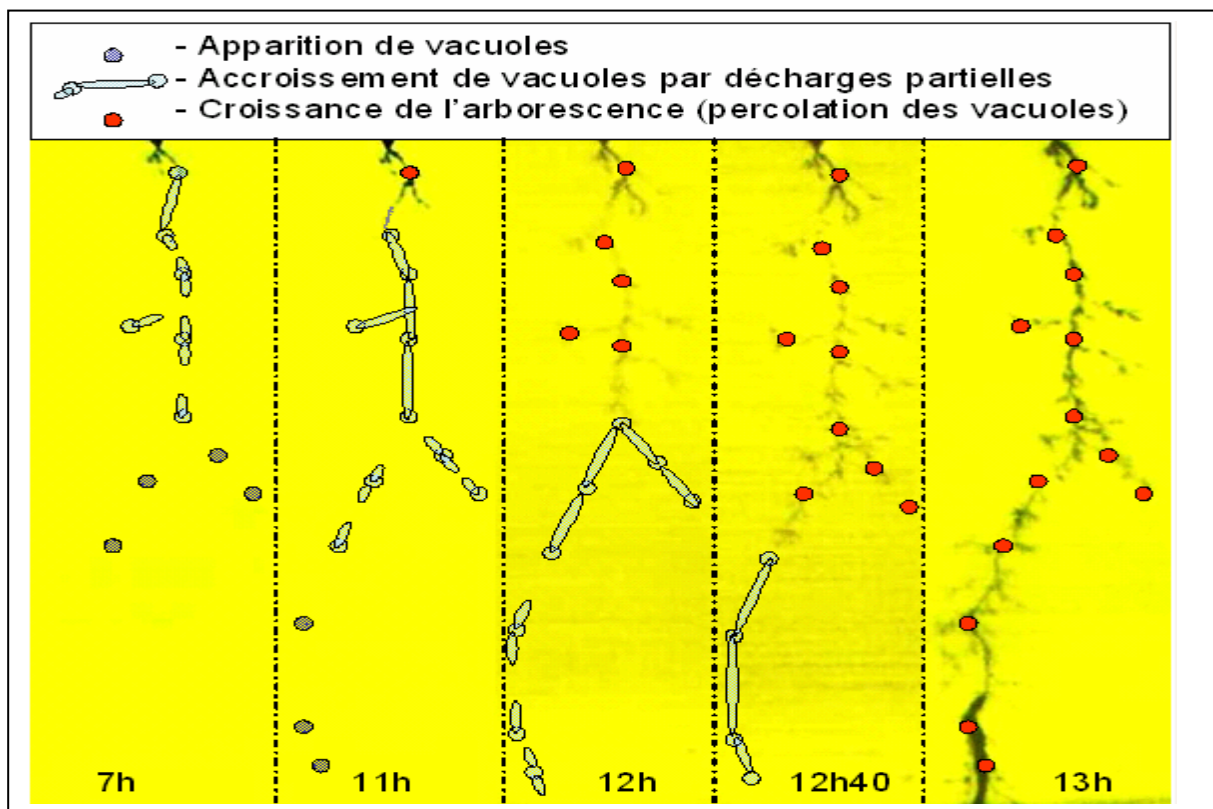 - Apparition de vacuoles
- Accroissement de vacuoles par décharges partielles
- Croissance de l'arborescence (percolation des vacuoles)
7h 11h 12h 12h40 13h